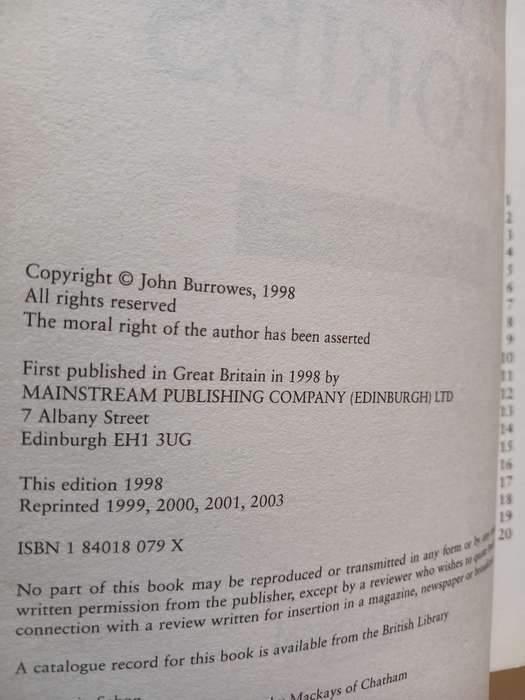 Copyright © John Burrowes, 1998
All rights reserved
The moral right of the author has been asserted
First published in Great Britain in 1998 by
MAINSTREAM PUBLISHING COMPANY (EDINBURGH) LTD
7 Albany Street
Edinburgh EH1 3UG
This edition 1998
Reprinted 1999, 2000, 2001, 2003
ISBN 1 84018 079 X
No part of this book may be reproduced or transmitted in any form or by any
written permission from the publisher, except by a reviewer who wishes to quote
connection with a review written for insertion in a magazine, newspaper or
A catalogue record for this book is available from the British Library
Mackays of Chatham
1
2
3
4
5
6
7
8
9
10
11
12
13
14
15
16
17
18
19
20